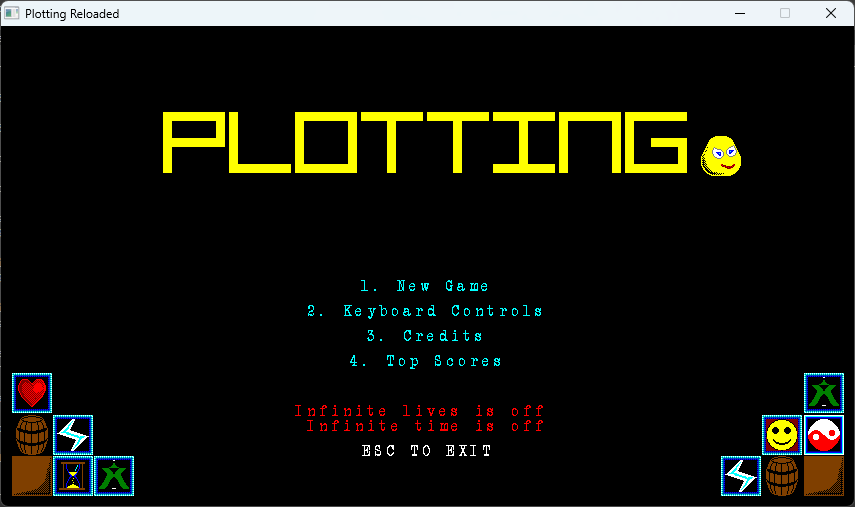 Plotting Reloaded
PLOTTING
1. New Game
2. Keyboard Controls
3. Credits
4. Top Scores
Infinite lives is off
Infinite time is off
ESC TO EXIT